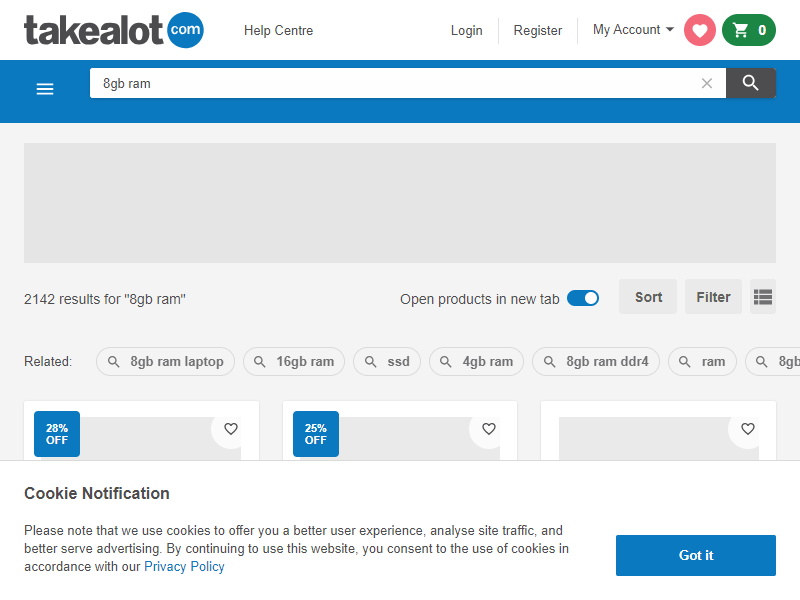 takealot com
Help Centre
Login
Register
My Account
0
8gb ram
2142 results for "8gb ram"
Open products in new tab
Sort
Filter
Related:
8gb ram laptop
16gb ram
ssd
4gb ram
8gb ram ddr4
ram
8gb
28%
OFF
25%
OFF
Cookie Notification
Please note that we use cookies to offer you a better user experience, analyse site traffic, and
better serve advertising. By continuing to use this website, you consent to the use of cookies in
accordance with our Privacy Policy
Got it